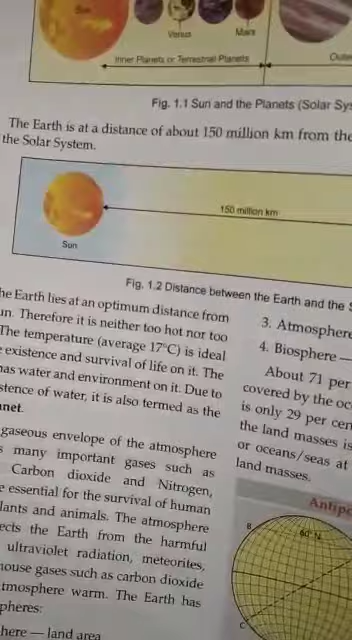 Sun
Venus
Mars
Inner Planets or Terrestrial Planets
Oute
Fig. 1.1 Sun and the Planets (Solar Sys
The Earth is at a distance of about 150 million km from the
the Solar System.
150 million km
Sun
Fig. 1.2 Distance between the Earth and the S
he Earth lies at an optimum distance from
un. Therefore it is neither too hot nor too
The temperature (average 17°C) is ideal
e existence and survival of life on it. The
has water and environment on it. Due to
stence of water, it is also termed as the
anet.
gaseous envelope of the atmosphere
s many important gases such as
Carbon dioxide and Nitrogen,
e essential for the survival of human
lants and animals. The atmosphere
ects the Earth from the harmful
ultraviolet radiation, meteorites,
house gases such as carbon dioxide
tmosphere warm. The Earth has
pheres:
here — land area
3. Atmosphere
4. Biosphere —
About 71 per
covered by the oc
is only 29 per cen
the land masses is
or oceans/seas at
land masses.
Antipo
B
60° N
C